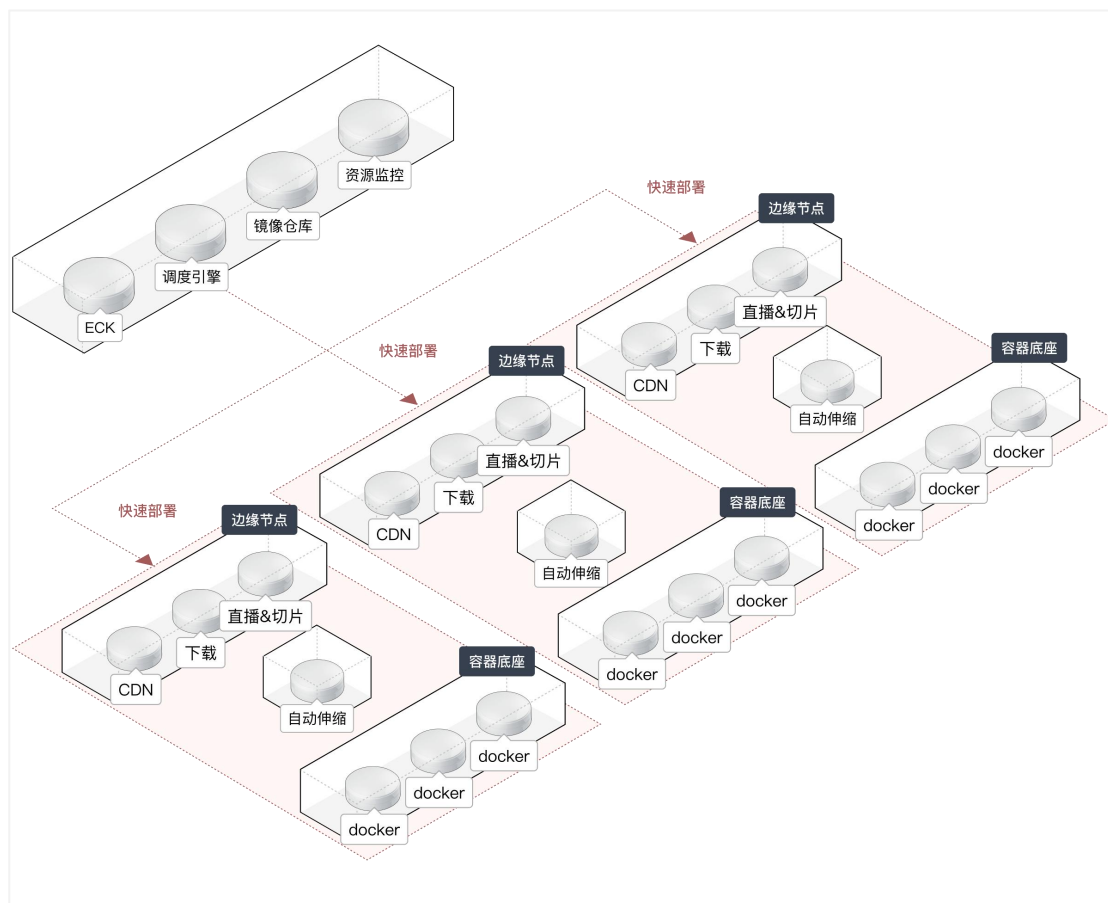 资源监控
镜像仓库
调度引擎
ECK
快速部署
边缘节点
直播&切片
下载
CDN
自动伸缩
容器底座
docker
docker
docker
快速部署
边缘节点
直播&切片
下载
CDN
自动伸缩
容器底座
docker
docker
docker
快速部署
边缘节点
直播&切片
下载
CDN
自动伸缩
容器底座
docker
docker
docker